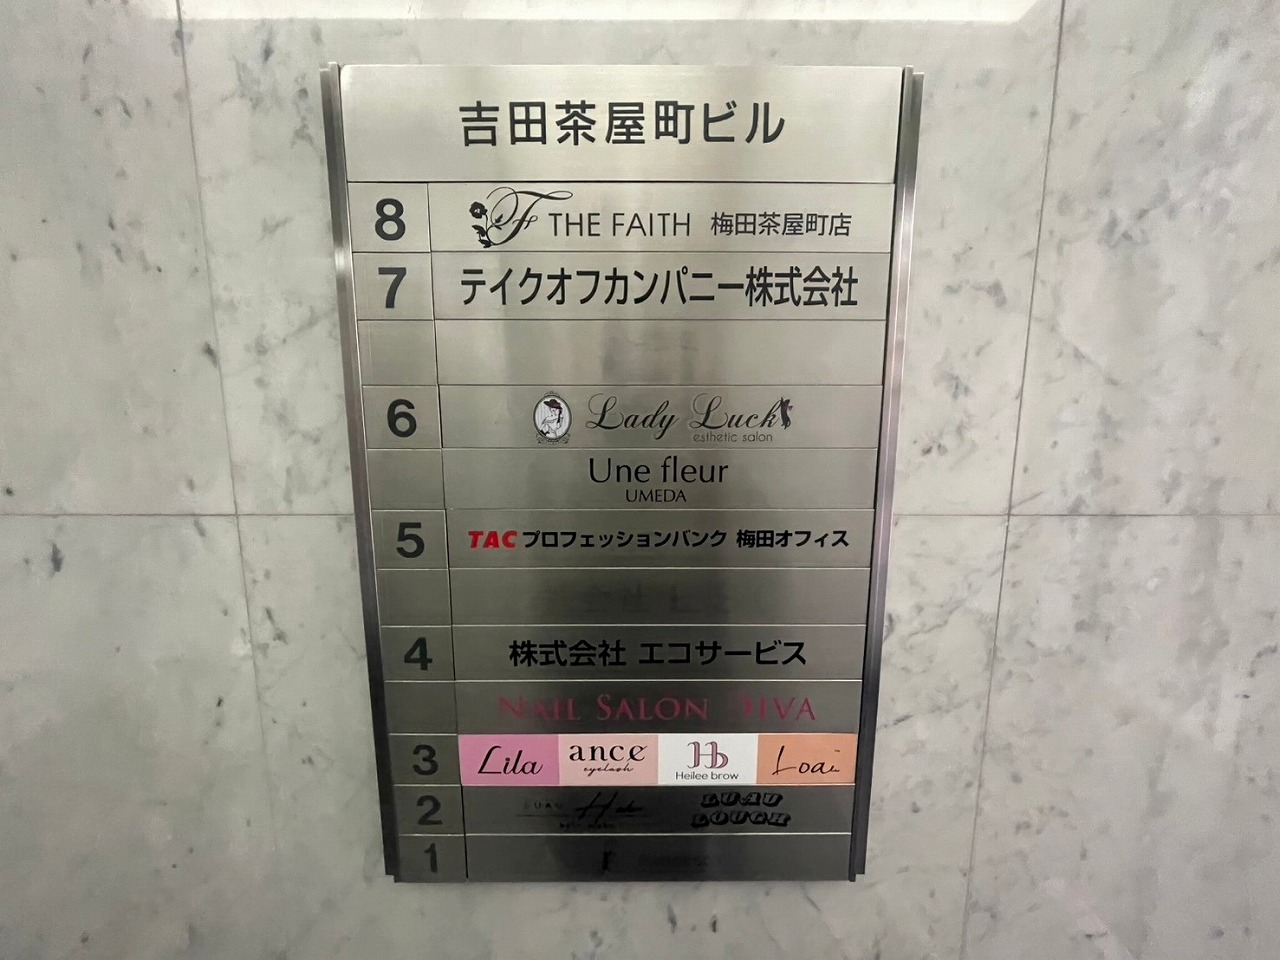 吉田茶屋町ビル
8 THE FAITH 梅田茶屋町店
7 テイクオフカンパニー株式会社
6 Lady Luck
esthetic salon
Une fleur
UMEDA
5 TAC プロフェッションバンク 梅田オフィス
4 株式会社 エコサービス
NAIL SALON DIVA
3 Lila ance eyelash Heilee brow Loai
2 LUAU LUAU LOUGH
1